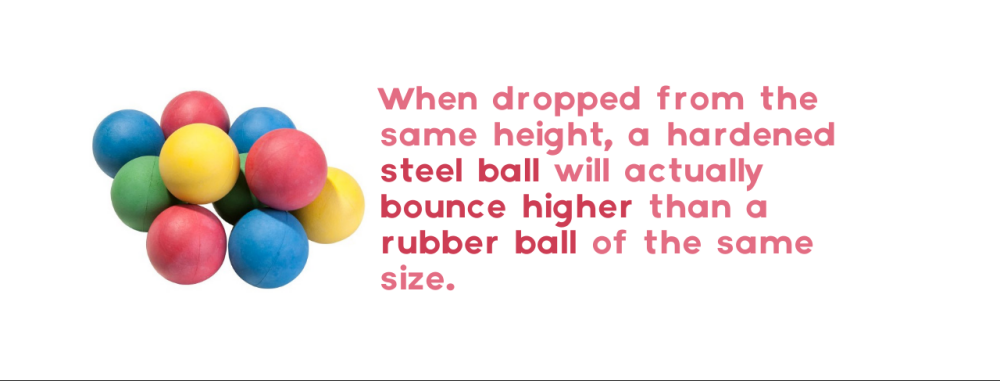 When dropped from the
same height, a hardened
steel ball will actually
bounce higher than a
rubber ball of the same
size.